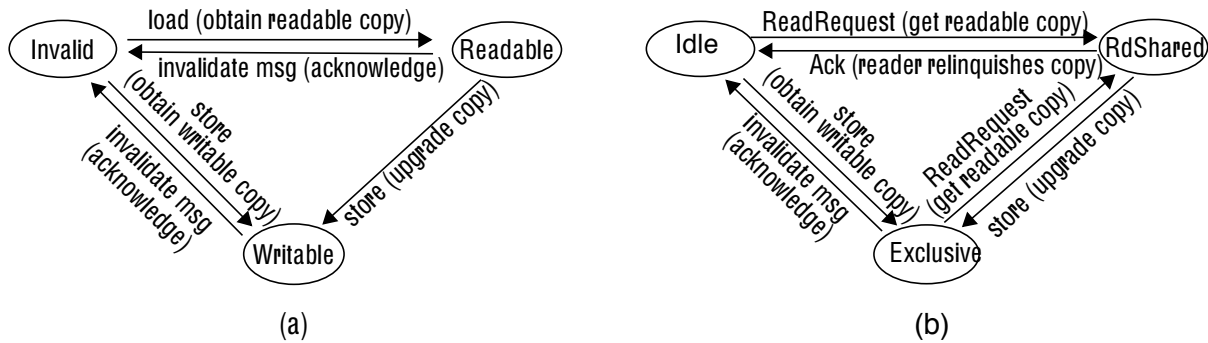 load (obtain readable copy)
Invalid
Readable
invalidate msg (acknowledge)
store
(obtain writable copy)
invalidate msg
(acknowledge)
store (upgrade copy)
Writable
(a)
ReadRequest (get readable copy)
Idle
RdShared
Ack (reader relinquishes copy)
store
(obtain writable copy)
invalidate msg
(acknowledge)
ReadRequest
(get readable copy)
store (upgrade copy)
Exclusive
(b)